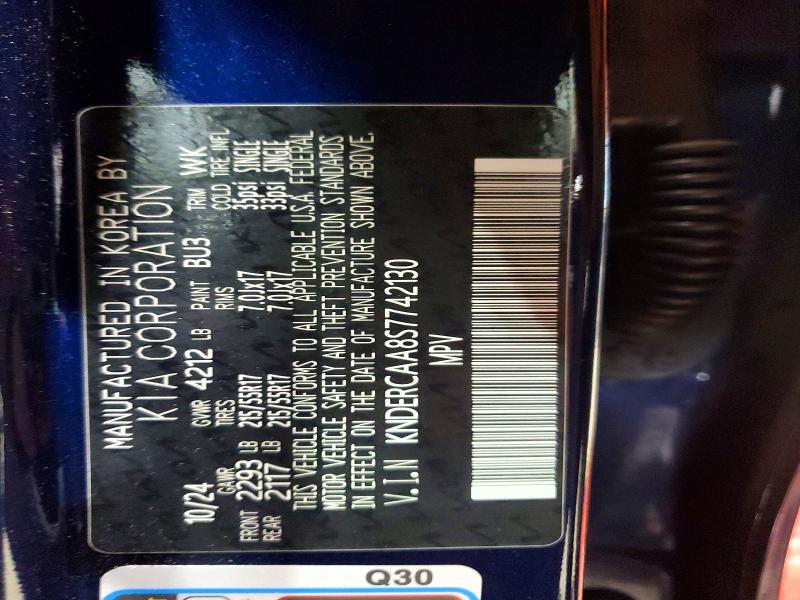 MANUFACTURED IN KOREA BY
KIA CORPORATION
10/24 GVWR 4212 LB PAINT BU3 TRIM WK
GAWR TIRES RIMS COLD TIRE INFL
FRONT 2293 LB 215/55R17 7.0Jx17 35psi SINGLE
REAR 2117 LB 215/55R17 7.0Jx17 33psi SINGLE
THIS VEHICLE CONFORMS TO ALL APPLICABLE U.S.A. FEDERAL
MOTOR VEHICLE SAFETY AND THEFT PREVENTION STANDARDS
IN EFFECT ON THE DATE OF MANUFACTURE SHOWN ABOVE.
V.I.N KNDERCAA8S7742130
MPV
Q30